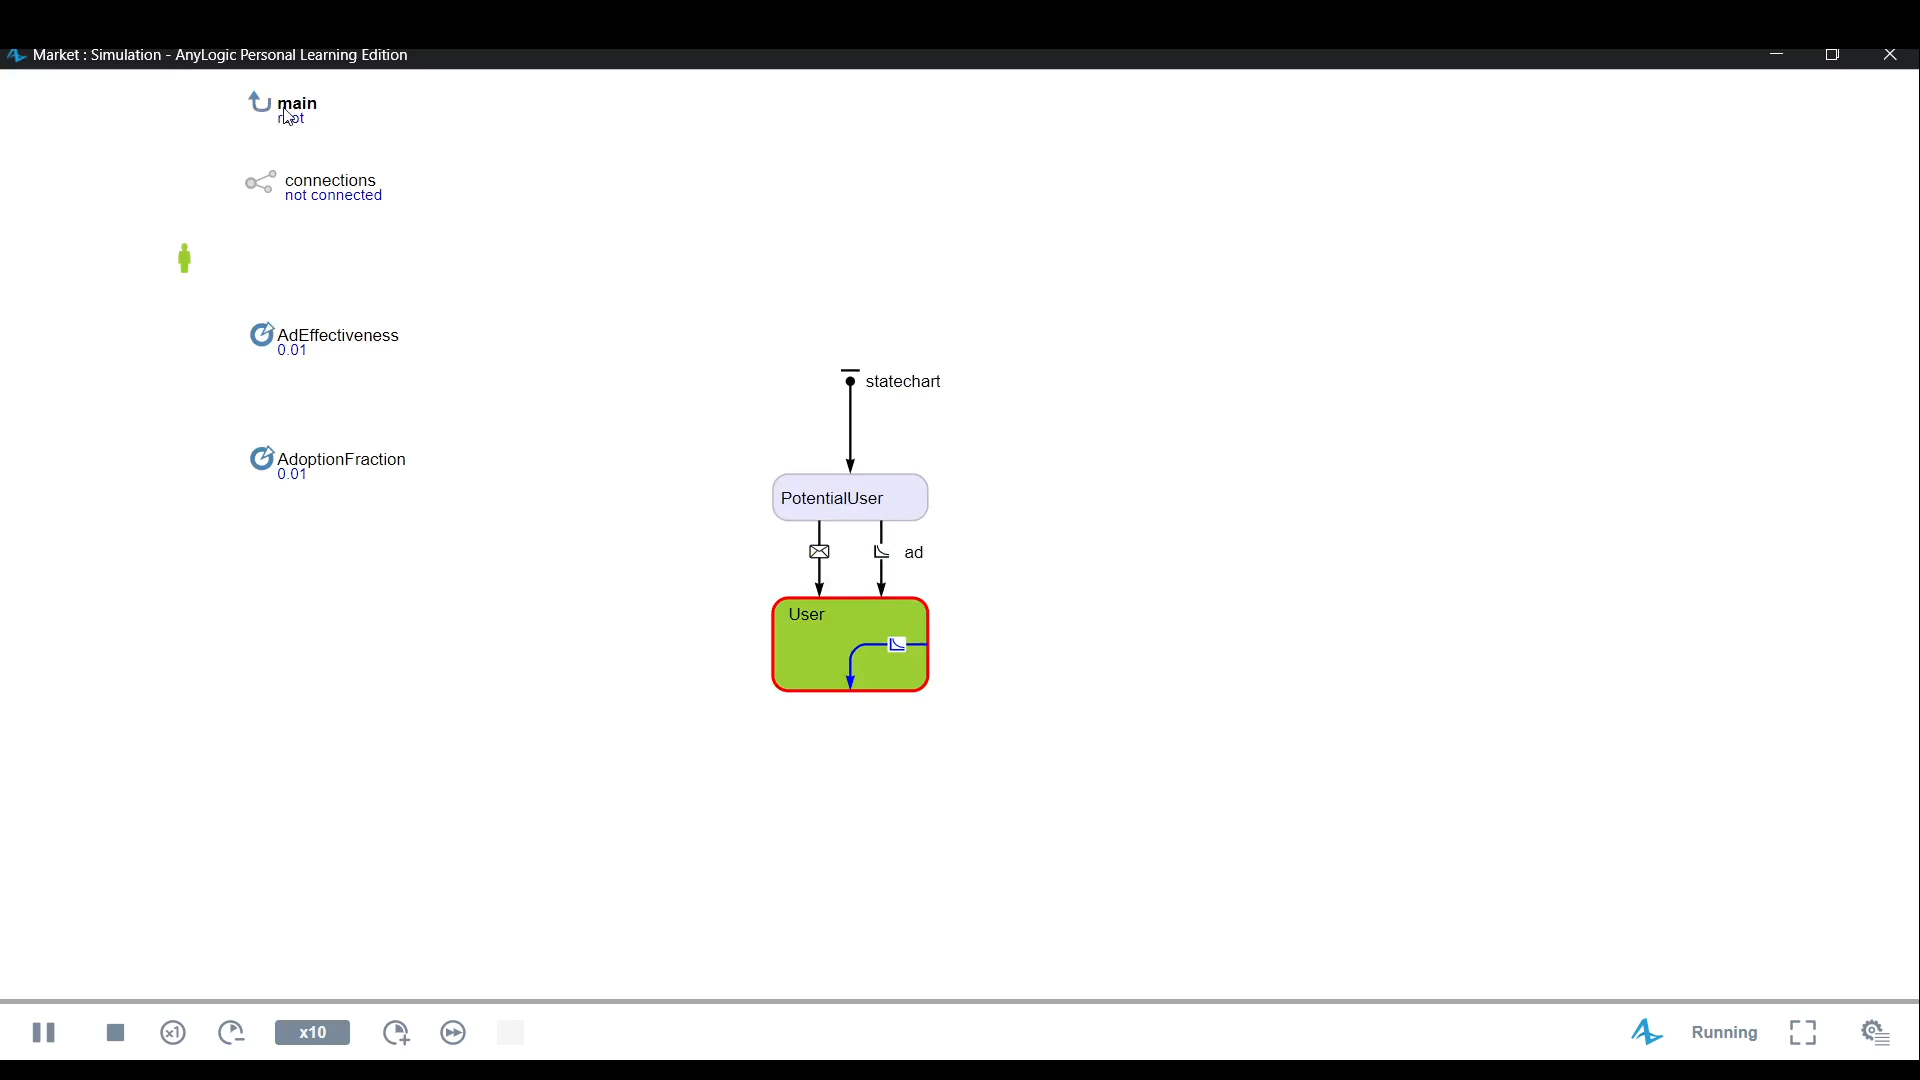 Market : Simulation - AnyLogic Personal Learning Edition
main
connections
not connected
AdEffectiveness
0.01
statechart
AdoptionFraction
0.01
PotentialUser
ad
User
x1
x10
Running